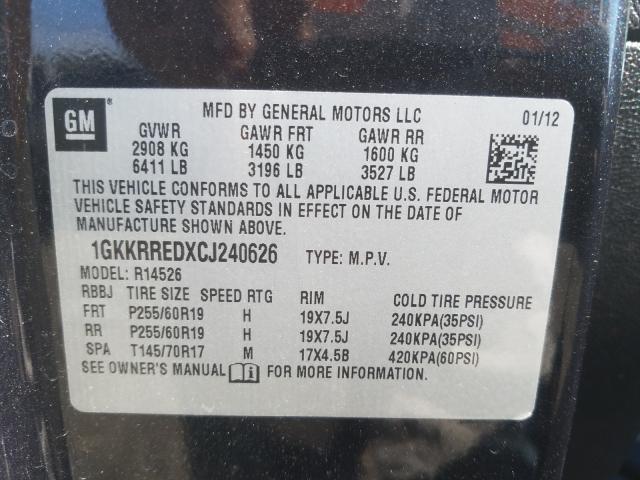 GM®
MFD BY GENERAL MOTORS LLC 01/12
GVWR GAWR FRT GAWR RR
2908 KG 1450 KG 1600 KG
6411 LB 3196 LB 3527 LB
THIS VEHICLE CONFORMS TO ALL APPLICABLE U.S. FEDERAL MOTOR
VEHICLE SAFETY STANDARDS IN EFFECT ON THE DATE OF
MANUFACTURE SHOWN ABOVE.
1GKKRREDXCJ240626 TYPE: M.P.V.
MODEL: R14526
RBBJ TIRE SIZE SPEED RTG RIM COLD TIRE PRESSURE
FRT P255/60R19 H 19X7.5J 240KPA(35PSI)
RR P255/60R19 H 19X7.5J 240KPA(35PSI)
SPA T145/70R17 M 17X4.5B 420KPA(60PSI)
SEE OWNER'S MANUAL FOR MORE INFORMATION.